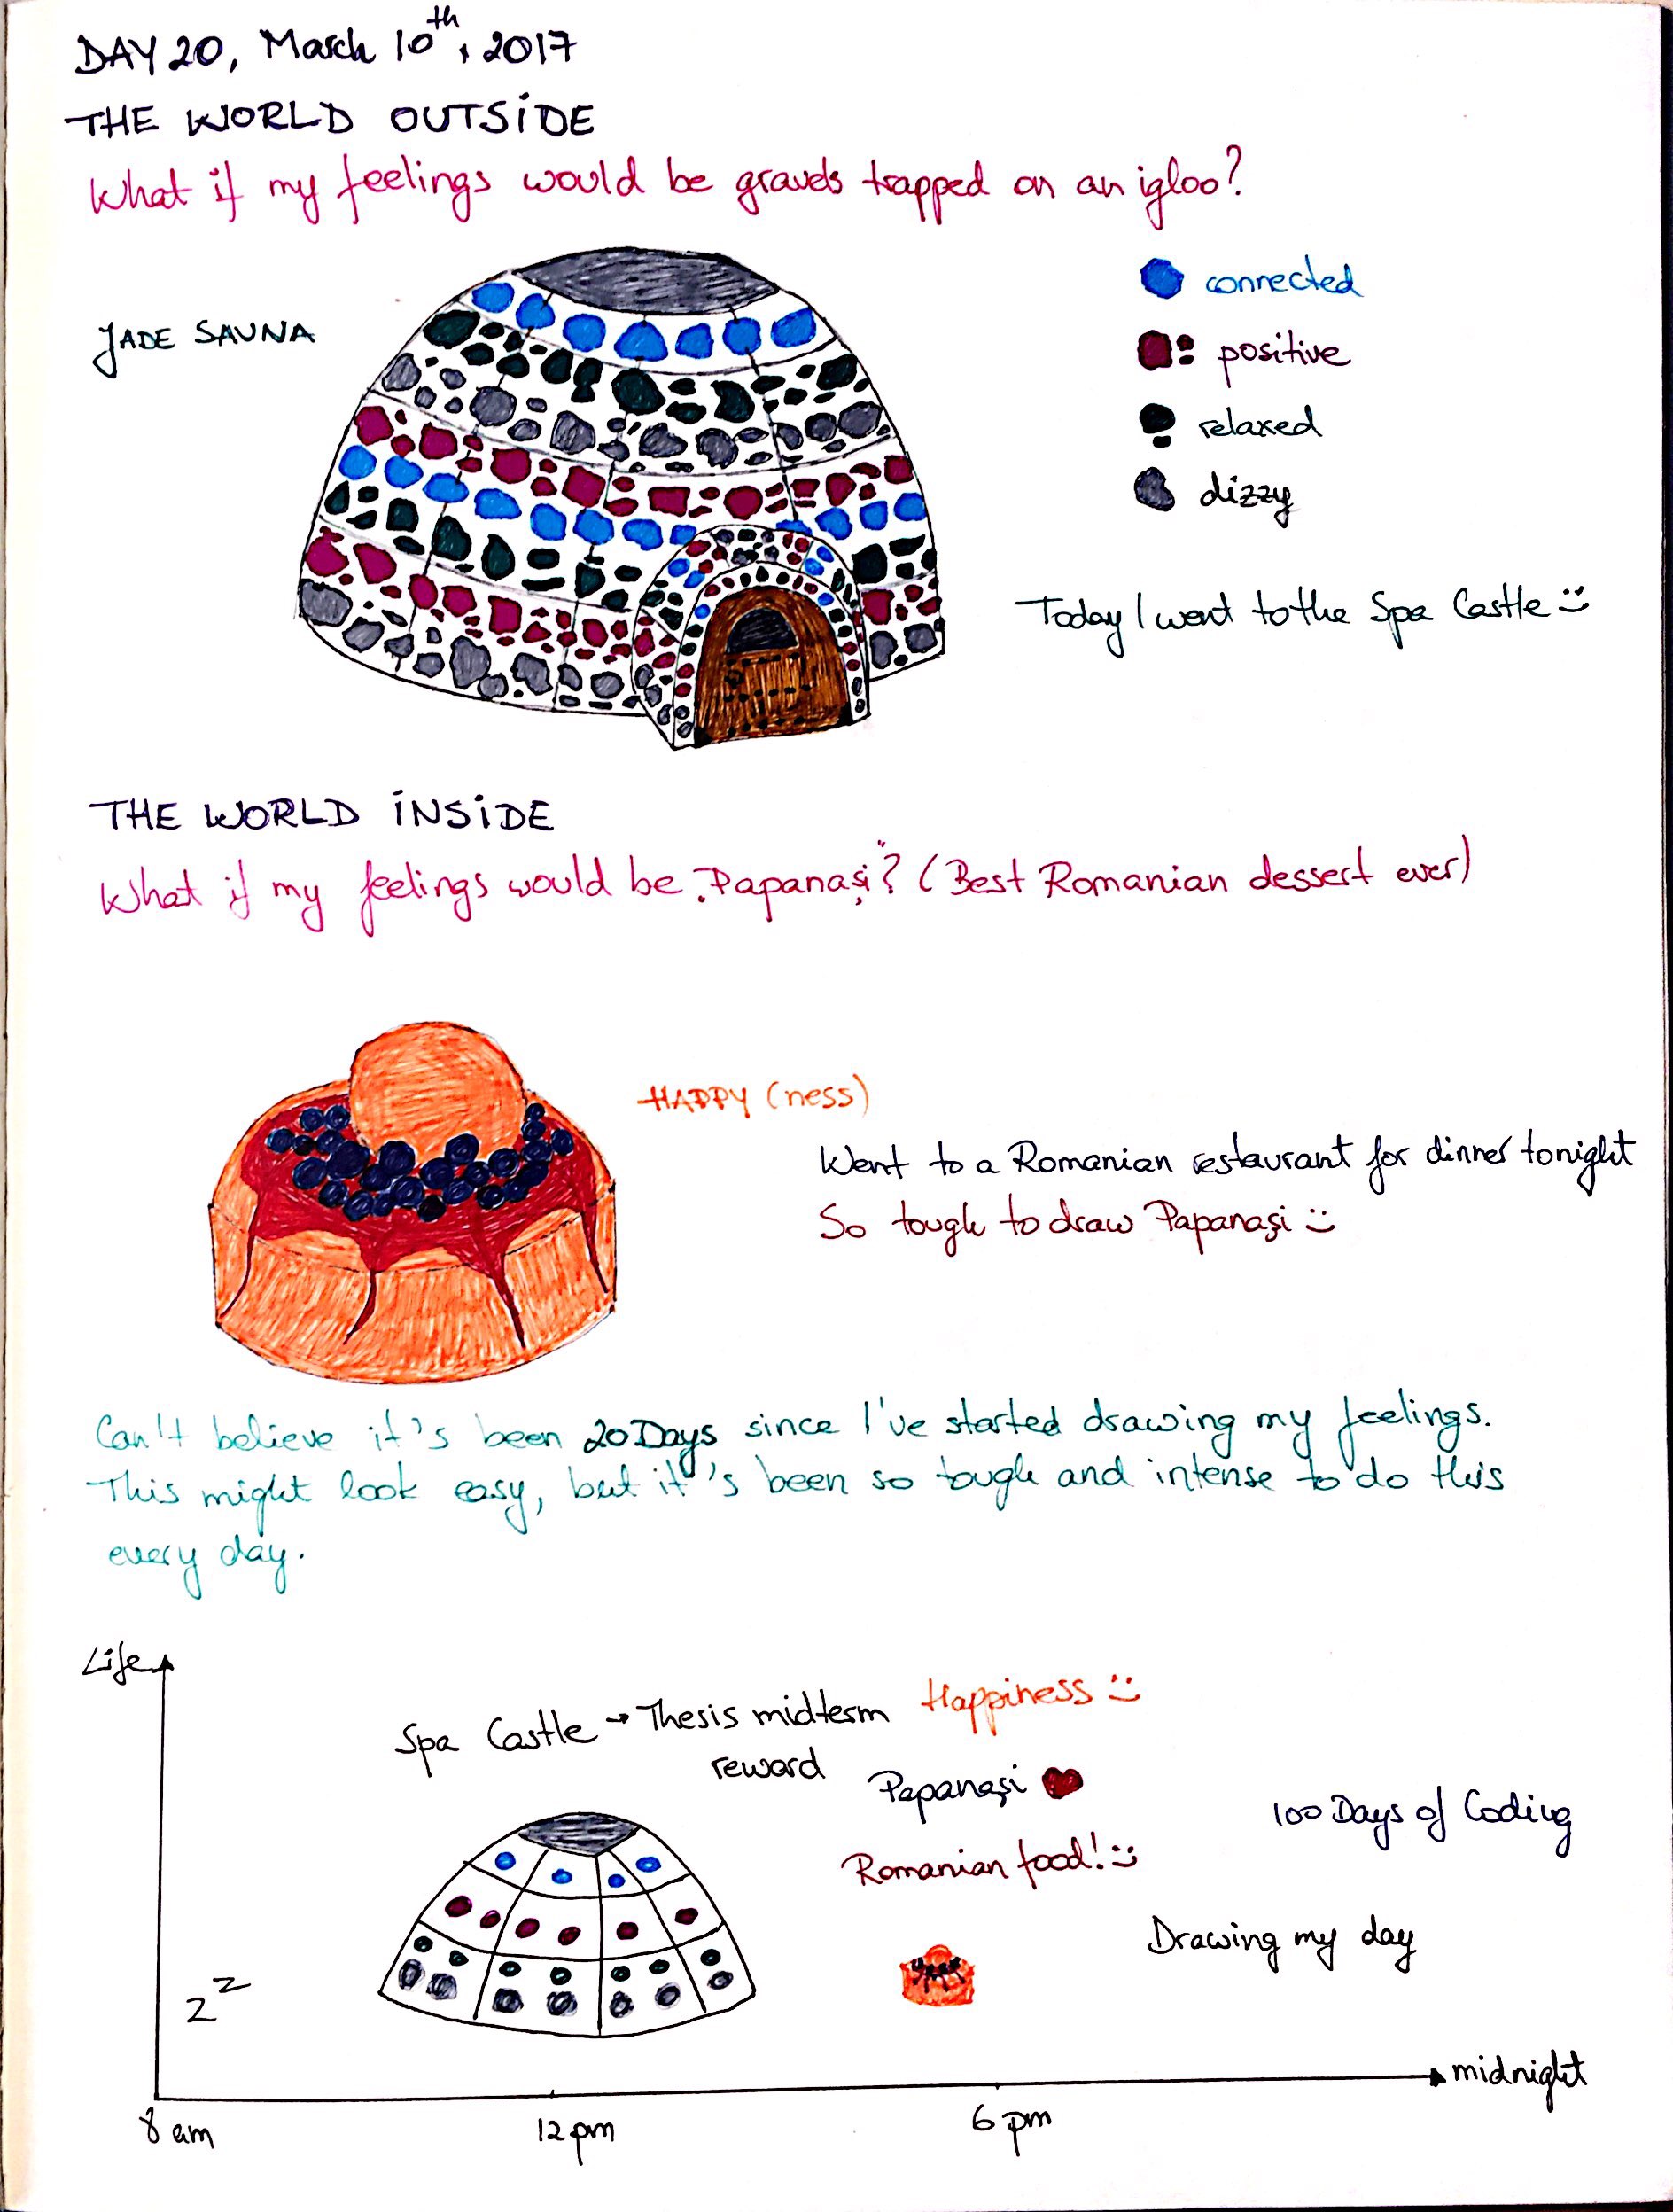 DAY 20, March 10th, 2017
THE WORLD OUTSIDE
What if my feelings would be gravels trapped on an igloo?
JADE SAUNA
connected
positive
relaxed
dizzy
Today I went to the Spa Castle :)
THE WORLD INSIDE
What if my feelings would be „Papanași"? (Best Romanian dessert ever)
HAPPY (ness)
Went to a Romanian restaurant for dinner tonight
So tough to draw Papanași :)
Can't believe it's been 20 Days since I've started drawing my feelings.
This might look easy, but it's been so tough and intense to do this
every day.
Life
Spa Castle → Thesis midterm
reward
Happiness :)
Papanași ♥
Romanian food! :)
100 Days of Coding
Drawing my day
z z
midnight
8 am
12 pm
6 pm